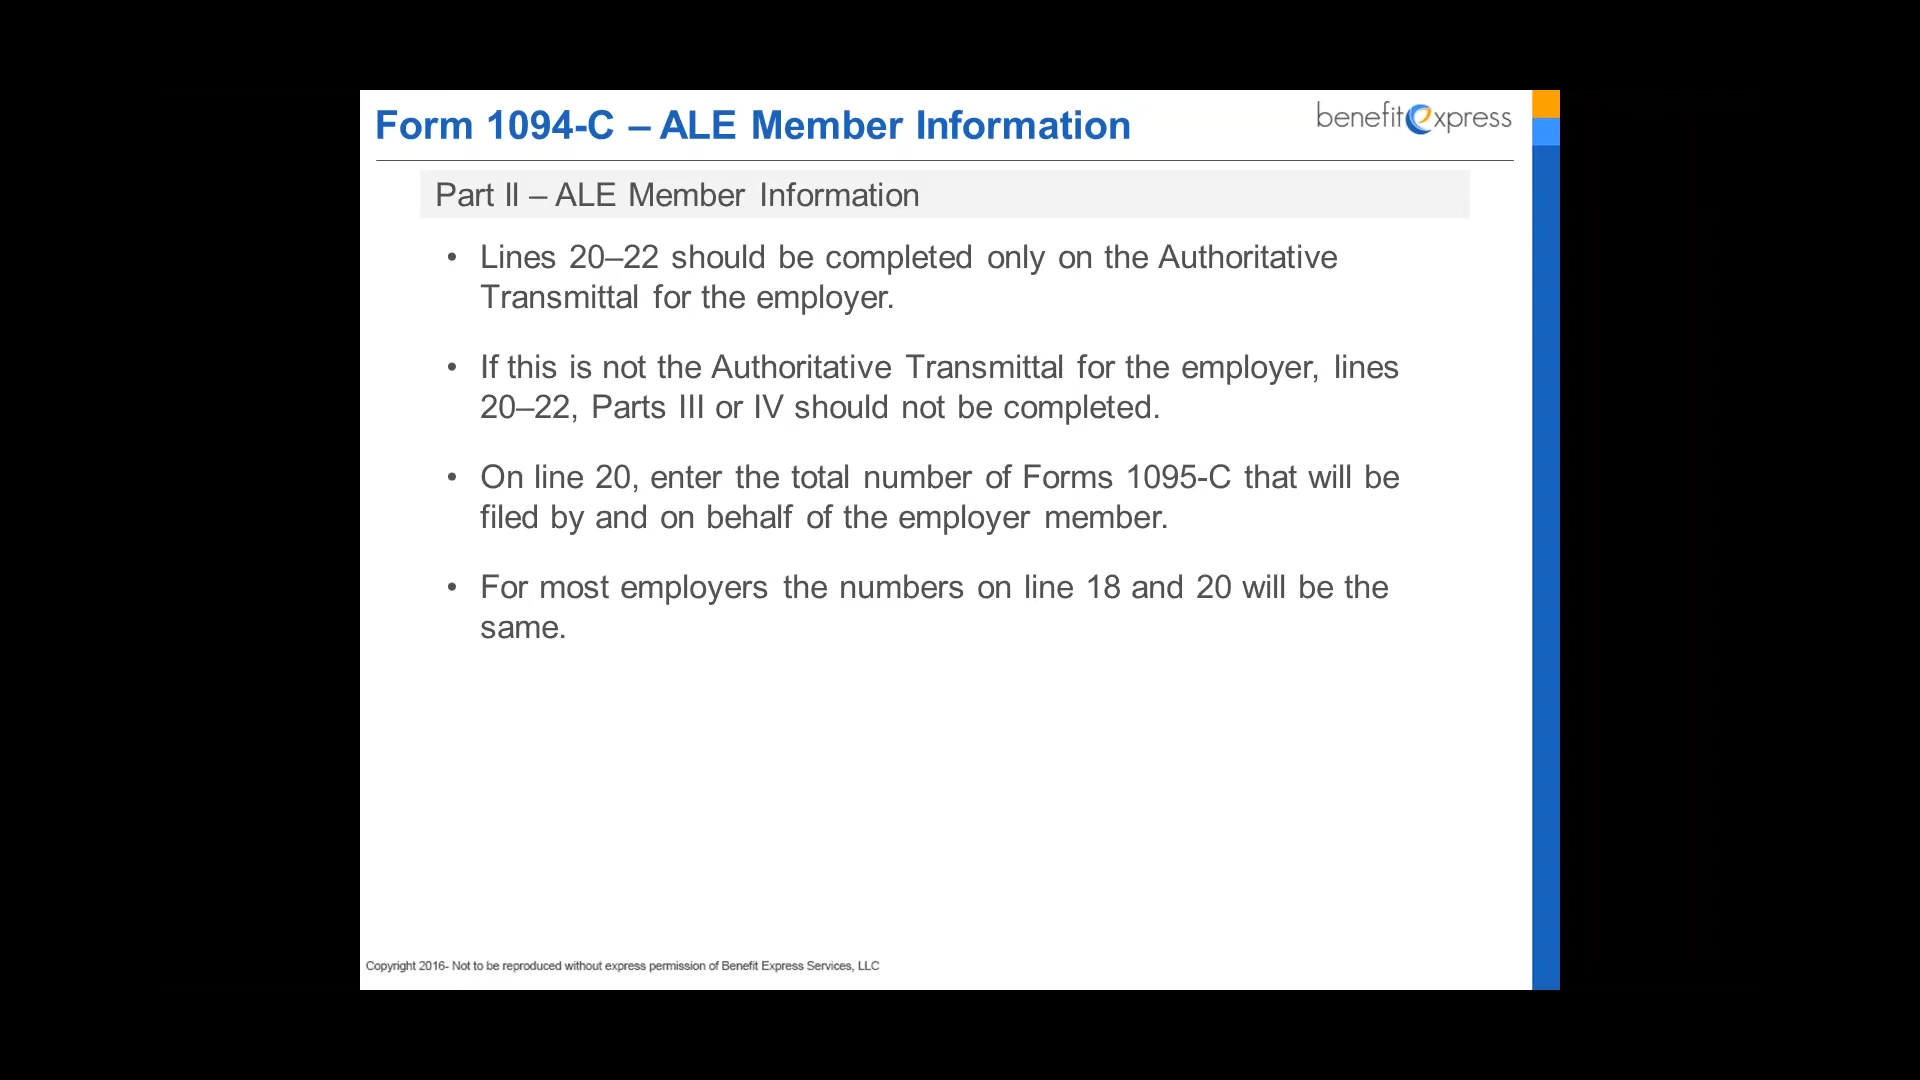 Form 1094-C – ALE Member Information
benefitexpress
Part II – ALE Member Information
• Lines 20–22 should be completed only on the Authoritative
Transmittal for the employer.
• If this is not the Authoritative Transmittal for the employer, lines
20–22, Parts III or IV should not be completed.
• On line 20, enter the total number of Forms 1095-C that will be
filed by and on behalf of the employer member.
• For most employers the numbers on line 18 and 20 will be the
same.
Copyright 2016- Not to be reproduced without express permission of Benefit Express Services, LLC